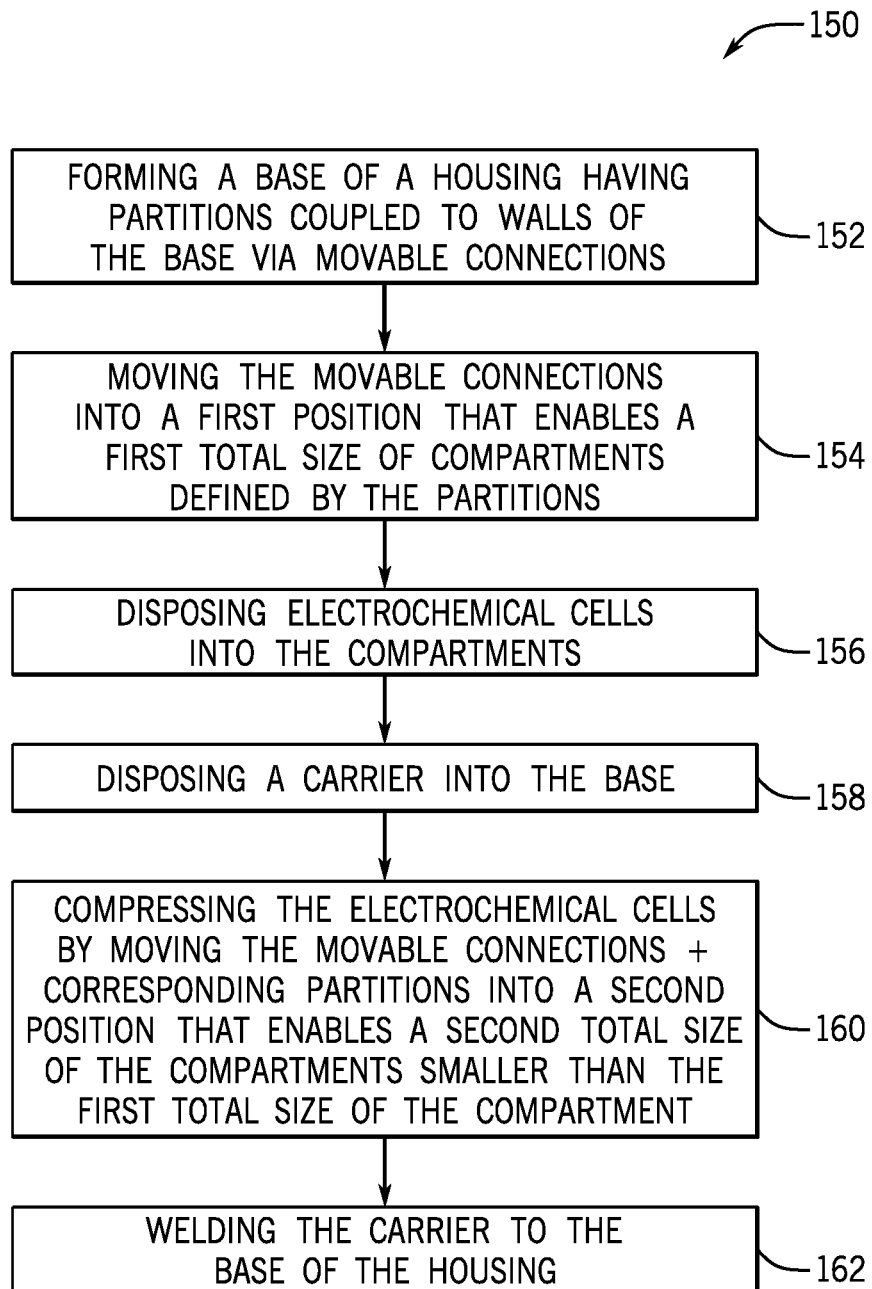 150
FORMING A BASE OF A HOUSING HAVING
PARTITIONS COUPLED TO WALLS OF
THE BASE VIA MOVABLE CONNECTIONS
152
MOVING THE MOVABLE CONNECTIONS
INTO A FIRST POSITION THAT ENABLES A
FIRST TOTAL SIZE OF COMPARTMENTS
DEFINED BY THE PARTITIONS
154
DISPOSING ELECTROCHEMICAL CELLS
INTO THE COMPARTMENTS
156
DISPOSING A CARRIER INTO THE BASE
158
COMPRESSING THE ELECTROCHEMICAL CELLS
BY MOVING THE MOVABLE CONNECTIONS +
CORRESPONDING PARTITIONS INTO A SECOND
POSITION THAT ENABLES A SECOND TOTAL SIZE
OF THE COMPARTMENTS SMALLER THAN THE
FIRST TOTAL SIZE OF THE COMPARTMENT
160
WELDING THE CARRIER TO THE
BASE OF THE HOUSING
162